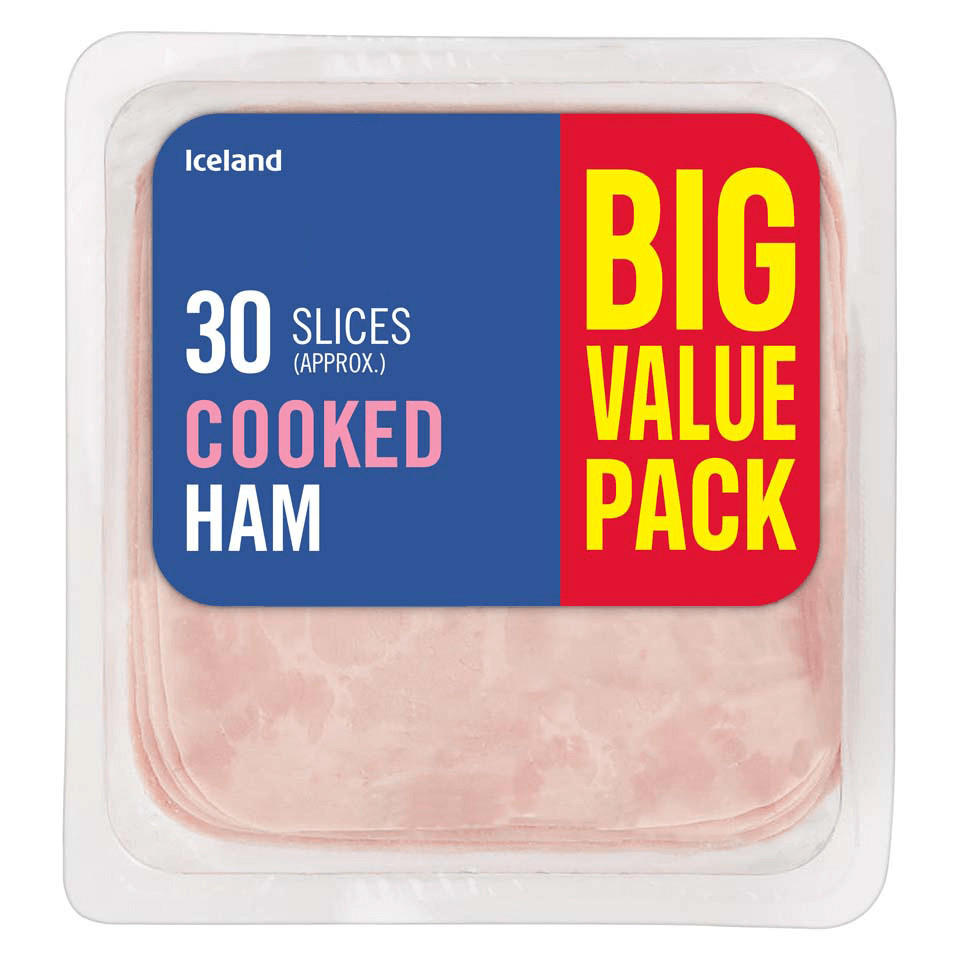 Iceland
30 SLICES
(APPROX.)
COOKED
HAM
BIG
VALUE
PACK